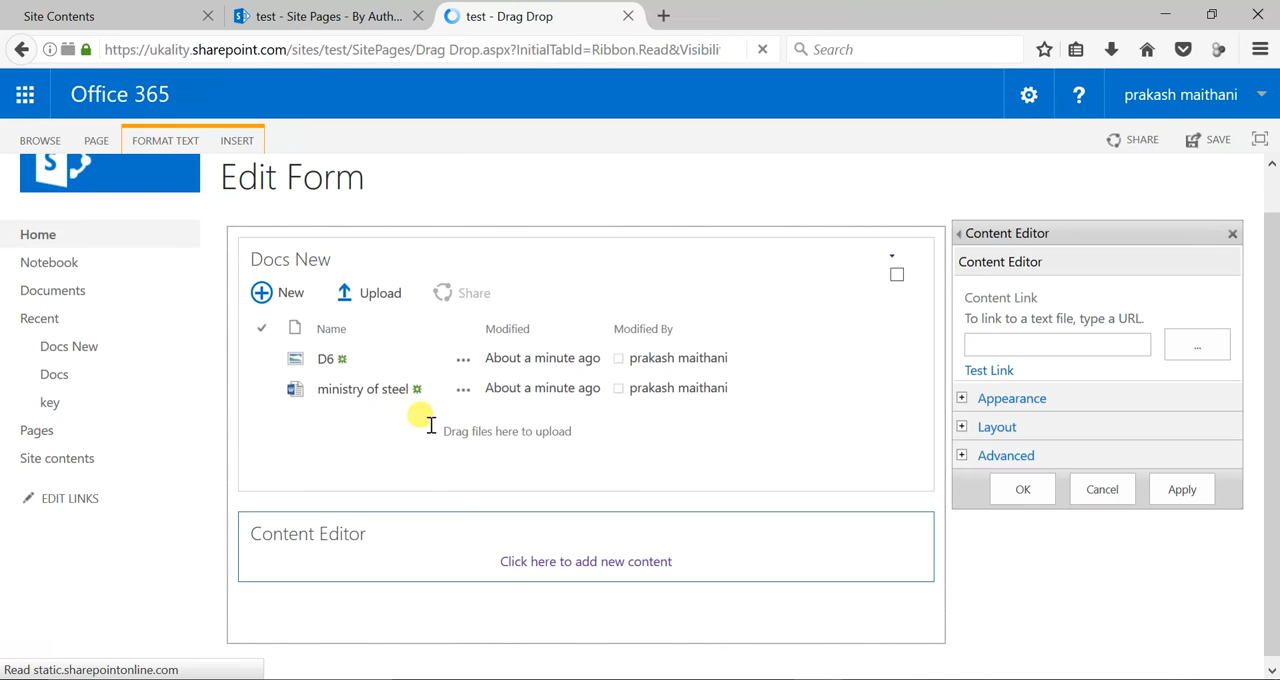 Site Contents
test - Site Pages - By Auth...
test - Drag Drop
https://ukality.sharepoint.com/sites/test/SitePages/Drag Drop.aspx?InitialTabId=Ribbon.Read&Visibili
Search
Office 365
prakash maithani
BROWSE PAGE FORMAT TEXT INSERT
SHARE SAVE
Edit Form
Home
Notebook
Documents
Recent
Docs New
Docs
key
Pages
Site contents
EDIT LINKS
Docs New
New Upload Share
Name Modified Modified By
D6 ... About a minute ago prakash maithani
ministry of steel ... About a minute ago prakash maithani
Drag files here to upload
Content Editor
Click here to add new content
Content Editor
Content Editor
Content Link
To link to a text file, type a URL.
...
Test Link
Appearance
Layout
Advanced
OK Cancel Apply
Read static.sharepointonline.com